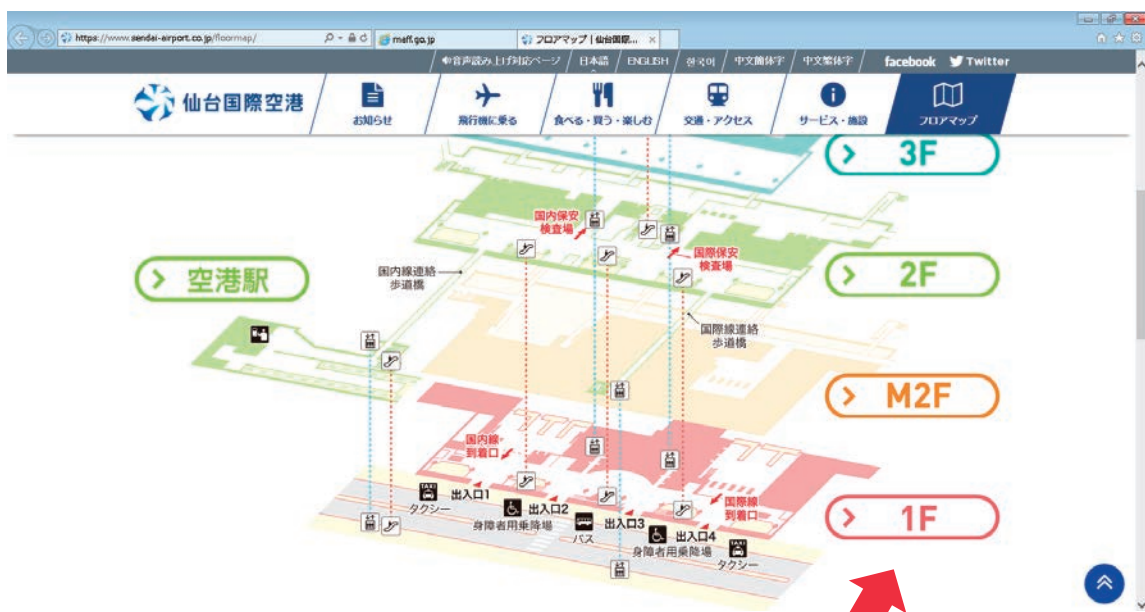 https://www.sendai-airport.co.jp/floormap/
maff.go.jp
フロアマップ | 仙台国際...
音声読み上げ対応ページ
日本語
ENGLISH
한국어
中文簡体字
中文繁体字
facebook
Twitter
仙台国際空港
お知らせ
飛行機に乗る
食べる・買う・楽しむ
交通・アクセス
サービス・施設
フロアマップ
3F
国内保安
検査場
国際保安
検査場
国内線連絡
歩道橋
空港駅
2F
国際線連絡
歩道橋
M2F
国内線
到着口
国際線
到着口
TAXI
タクシー
出入口1
出入口2
身障者用乗降場
バス
出入口3
出入口4
身障者用乗降場
TAXI
タクシー
1F